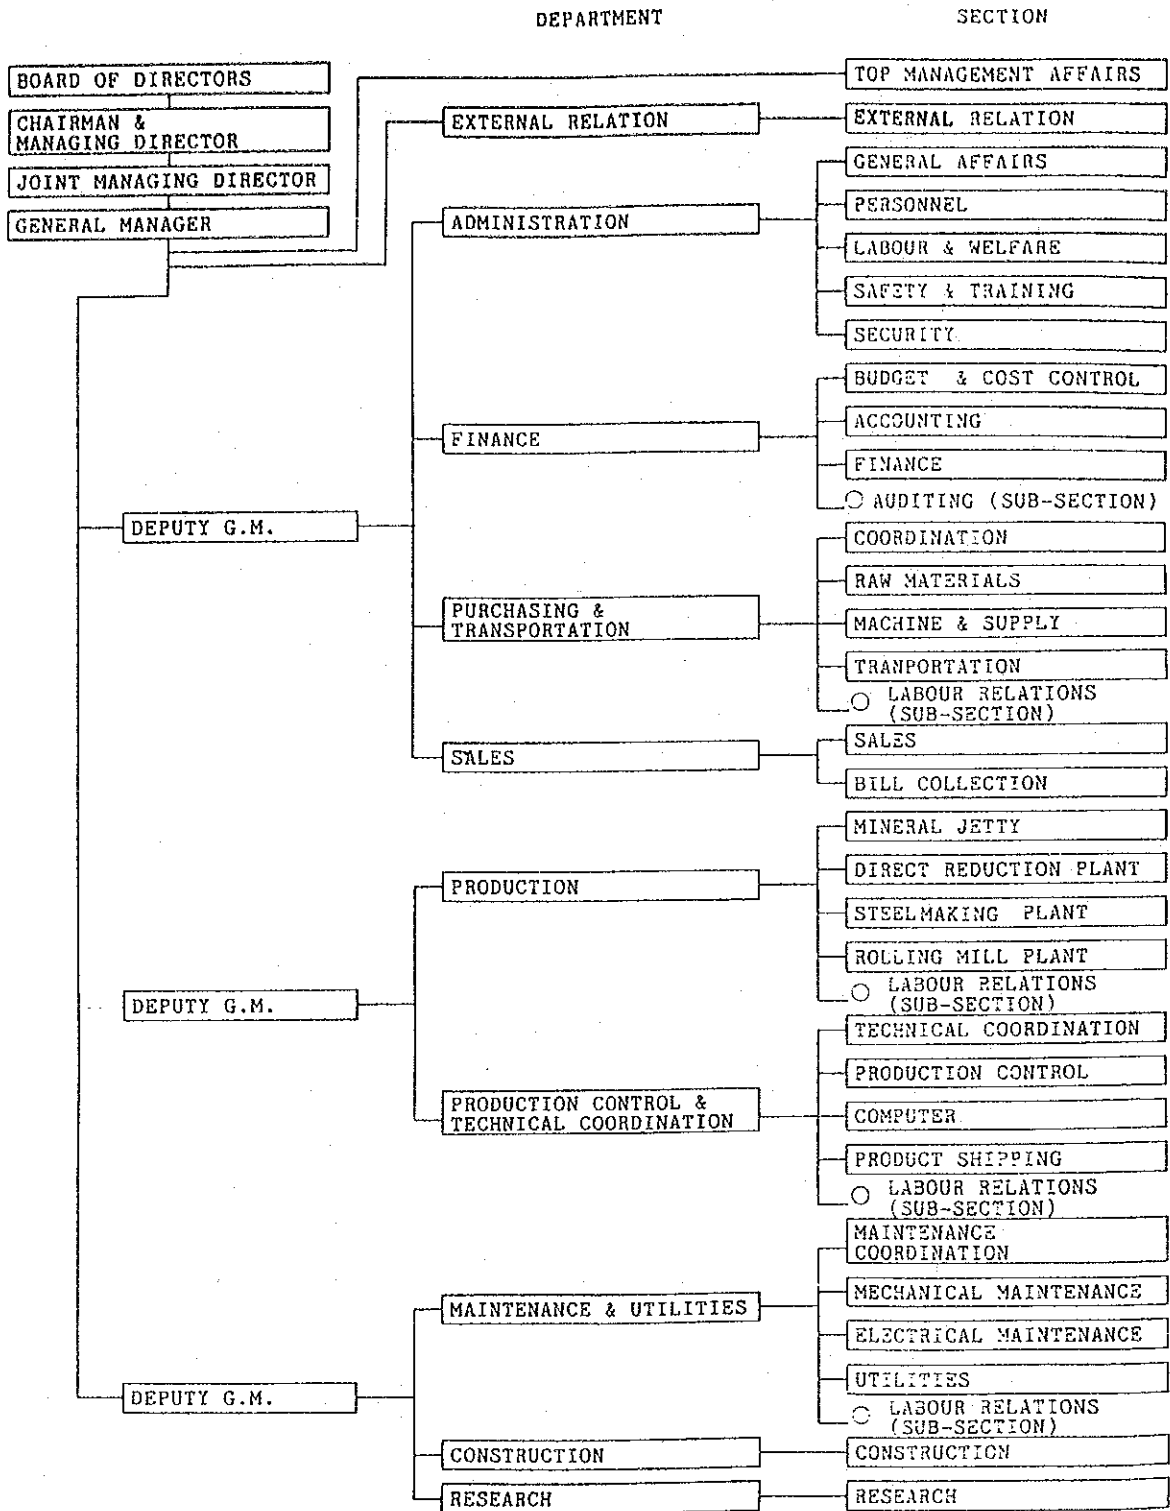 DEPARTMENT SECTION
BOARD OF DIRECTORS
TOP MANAGEMENT AFFAIRS
CHAIRMAN &
MANAGING DIRECTOR
EXTERNAL RELATION
EXTERNAL RELATION
JOINT MANAGING DIRECTOR
GENERAL MANAGER
ADMINISTRATION
GENERAL AFFAIRS
PERSONNEL
LABOUR & WELFARE
SAFETY & TRAINING
SECURITY
DEPUTY G.M.
FINANCE
BUDGET & COST CONTROL
ACCOUNTING
FINANCE
AUDITING (SUB-SECTION)
PURCHASING &
TRANSPORTATION
COORDINATION
RAW MATERIALS
MACHINE & SUPPLY
TRANPORTATION
LABOUR RELATIONS
(SUB-SECTION)
SALES
SALES
BILL COLLECTION
DEPUTY G.M.
PRODUCTION
MINERAL JETTY
DIRECT REDUCTION PLANT
STEELMAKING PLANT
ROLLING MILL PLANT
LABOUR RELATIONS
(SUB-SECTION)
PRODUCTION CONTROL &
TECHNICAL COORDINATION
TECHNICAL COORDINATION
PRODUCTION CONTROL
COMPUTER
PRODUCT SHIPPING
LABOUR RELATIONS
(SUB-SECTION)
DEPUTY G.M.
MAINTENANCE & UTILITIES
MAINTENANCE
COORDINATION
MECHANICAL MAINTENANCE
ELECTRICAL MAINTENANCE
UTILITIES
LABOUR RELATIONS
(SUB-SECTION)
CONSTRUCTION
CONSTRUCTION
RESEARCH
RESEARCH